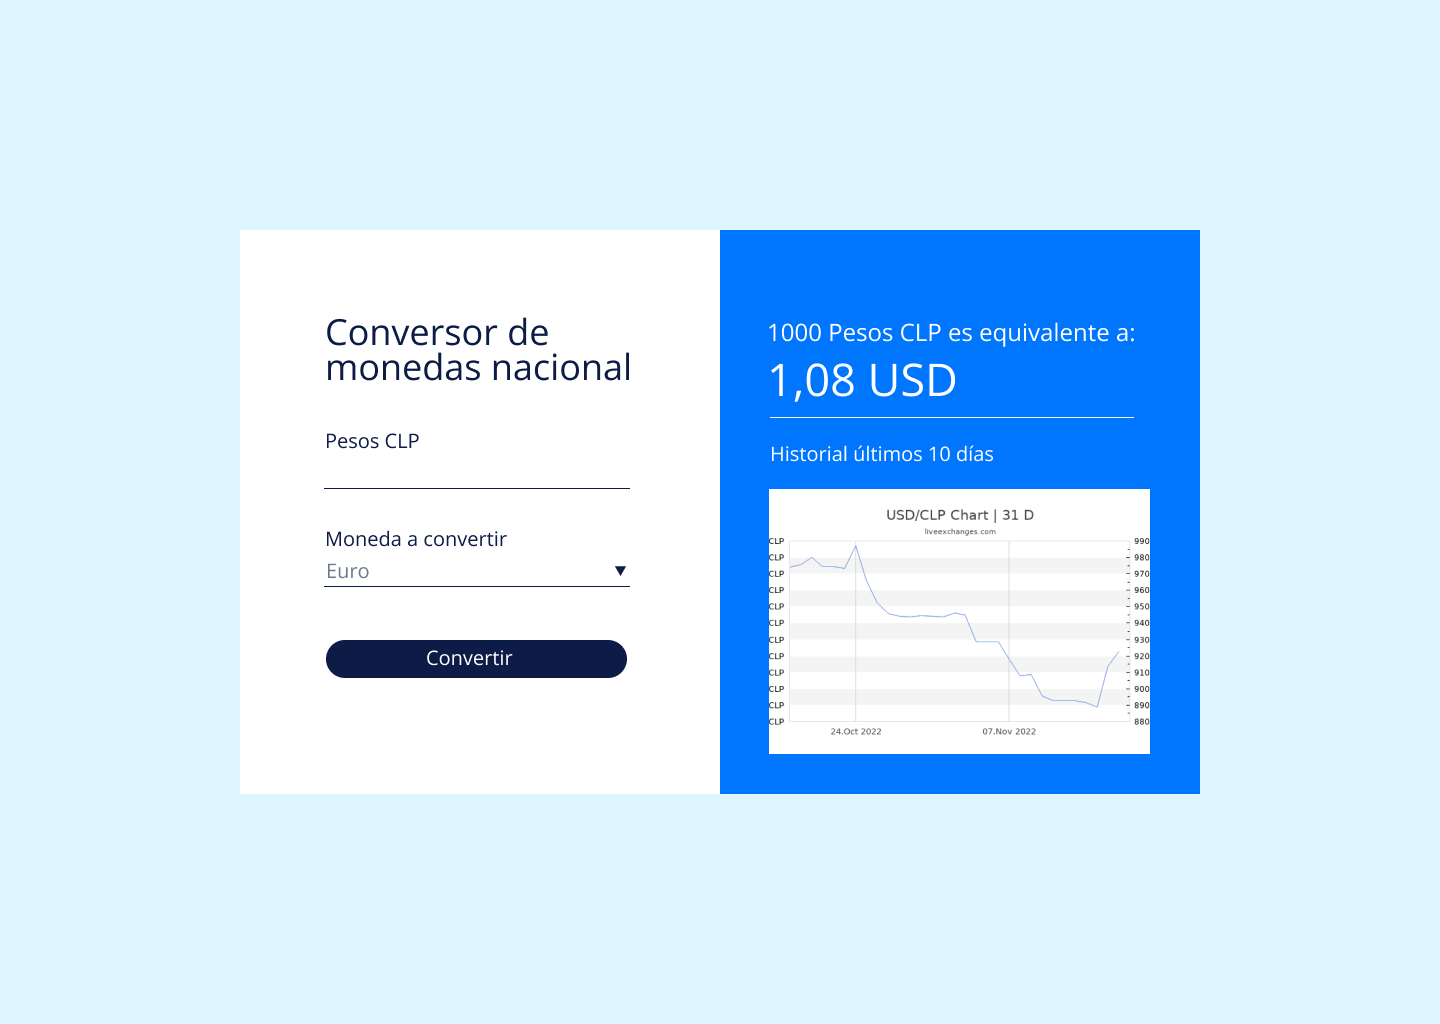 Conversor de
monedas nacional
Pesos CLP
Moneda a convertir
Euro
Convertir
1000 Pesos CLP es equivalente a:
1,08 USD
Historial últimos 10 días
USD/CLP Chart | 31 D
liveexchanges.com
CLP 990
CLP 980
CLP 970
CLP 960
CLP 950
CLP 940
CLP 930
CLP 920
CLP 910
CLP 900
CLP 890
CLP 880
24.Oct 2022 07.Nov 2022